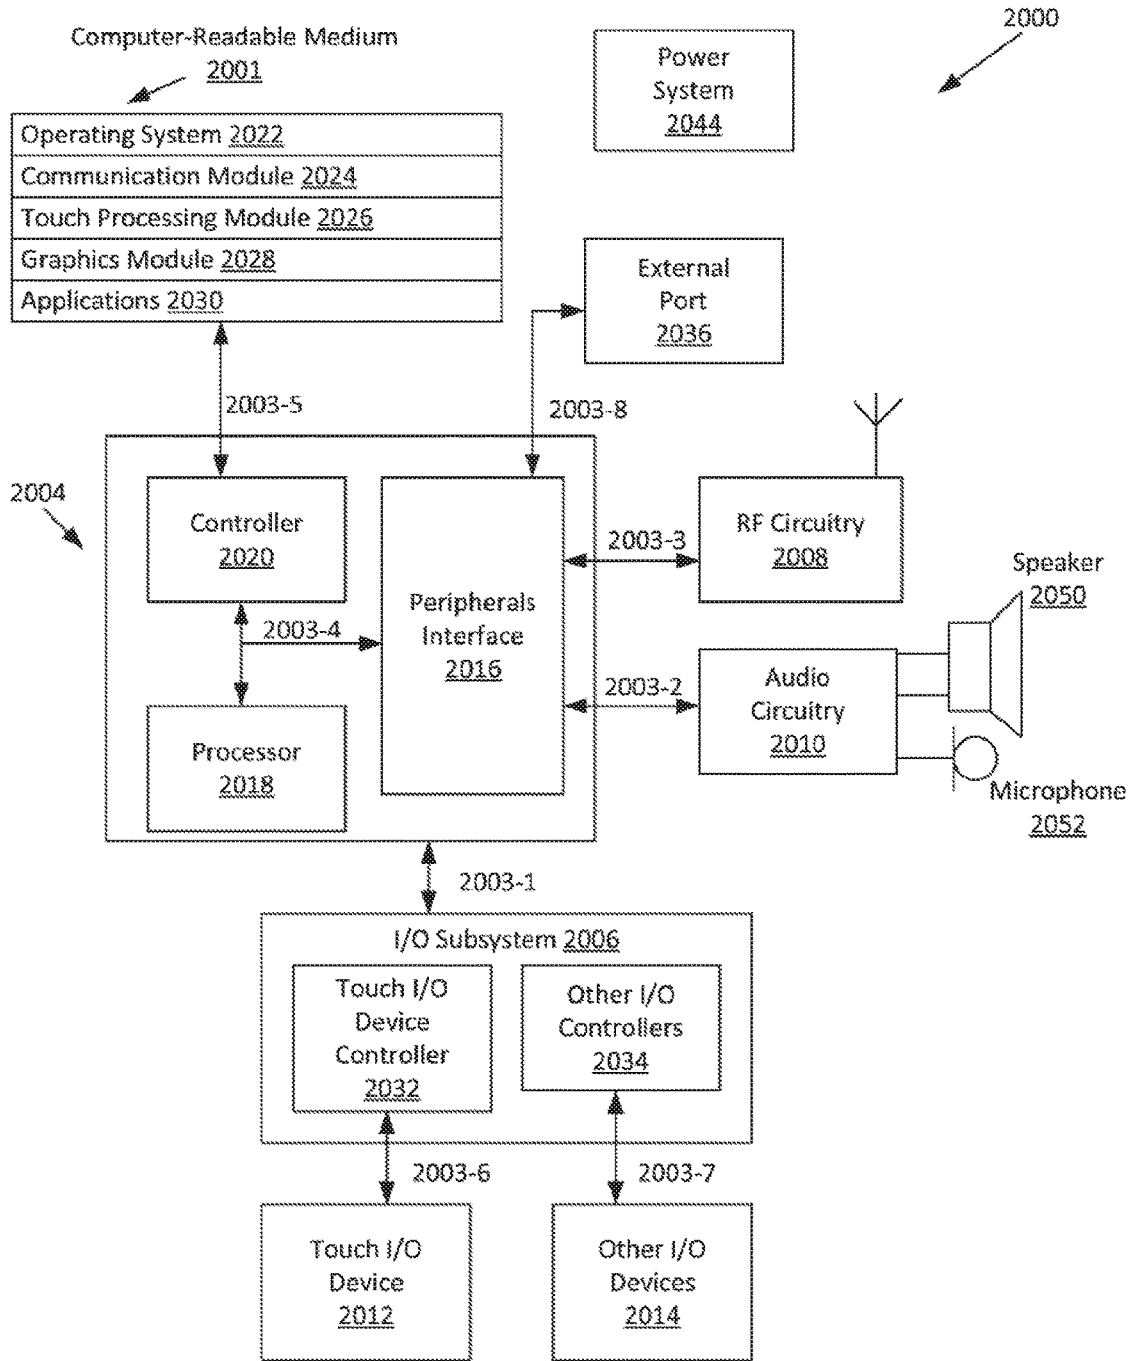 2000
Computer-Readable Medium
2001
Power
System
2044
Operating System 2022
Communication Module 2024
Touch Processing Module 2026
Graphics Module 2028
Applications 2030
External
Port
2036
2003-5
2003-8
2004
Controller
2020
RF Circuitry
2008
2003-3
Speaker
2050
Peripherals
Interface
2016
2003-4
2003-2
Audio
Circuitry
2010
Processor
2018
Microphone
2052
2003-1
I/O Subsystem 2006
Touch I/O
Device
Controller
2032
Other I/O
Controllers
2034
2003-6
2003-7
Touch I/O
Device
2012
Other I/O
Devices
2014